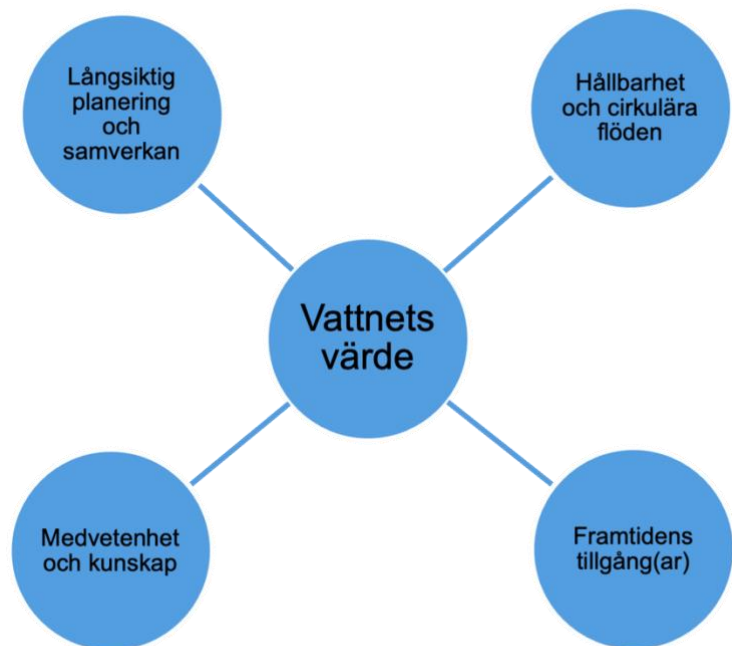 Långsiktig
planering
och
samverkan
Hållbarhet
och cirkulära
flöden
Vattnets
värde
Medvetenhet
och kunskap
Framtidens
tillgång(ar)